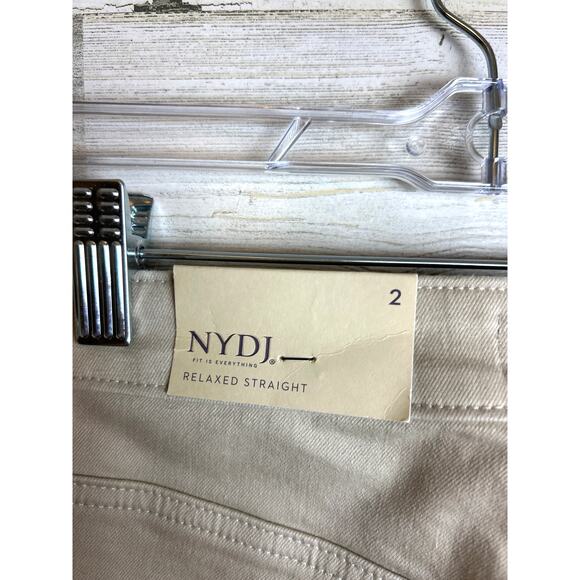 2
NYDJ®
FIT IS EVERYTHING
RELAXED STRAIGHT